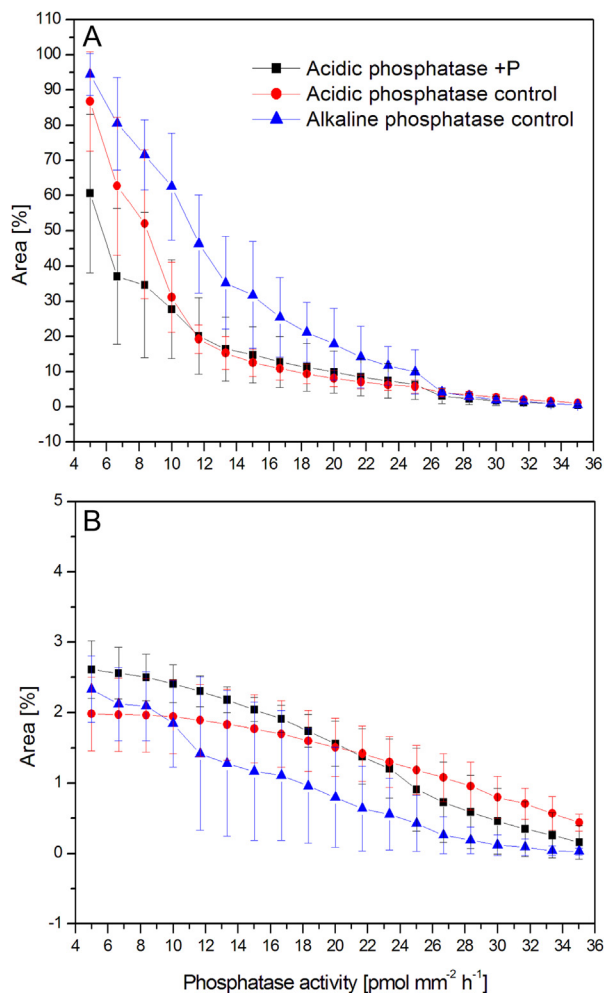 A
Acidic phosphatase +P
Acidic phosphatase control
Alkaline phosphatase control
Area [%]
100
90
80
70
60
50
40
30
20
10
0
-10
4 6 8 10 12 14 16 18 20 22 24 26 28 30 32 34 36
B
Area [%]
5
4
3
2
1
0
-1
4 6 8 10 12 14 16 18 20 22 24 26 28 30 32 34 36
Phosphatase activity [pmol mm⁻² h⁻¹]